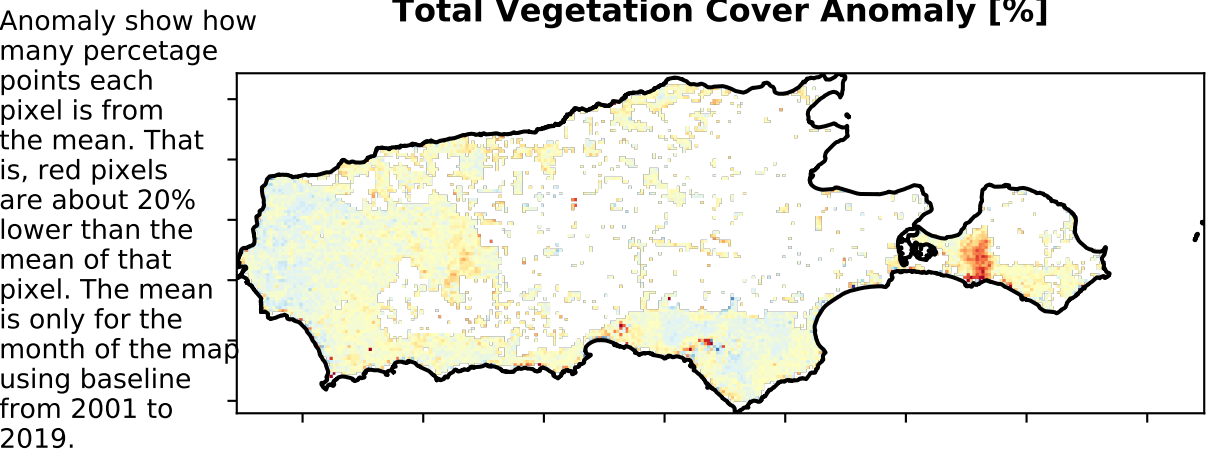 Total Vegetation Cover Anomaly [%]
Anomaly show how
many percetage
points each
pixel is from
the mean. That
is, red pixels
are about 20%
lower than the
mean of that
pixel. The mean
is only for the
month of the map
using baseline
from 2001 to
2019.